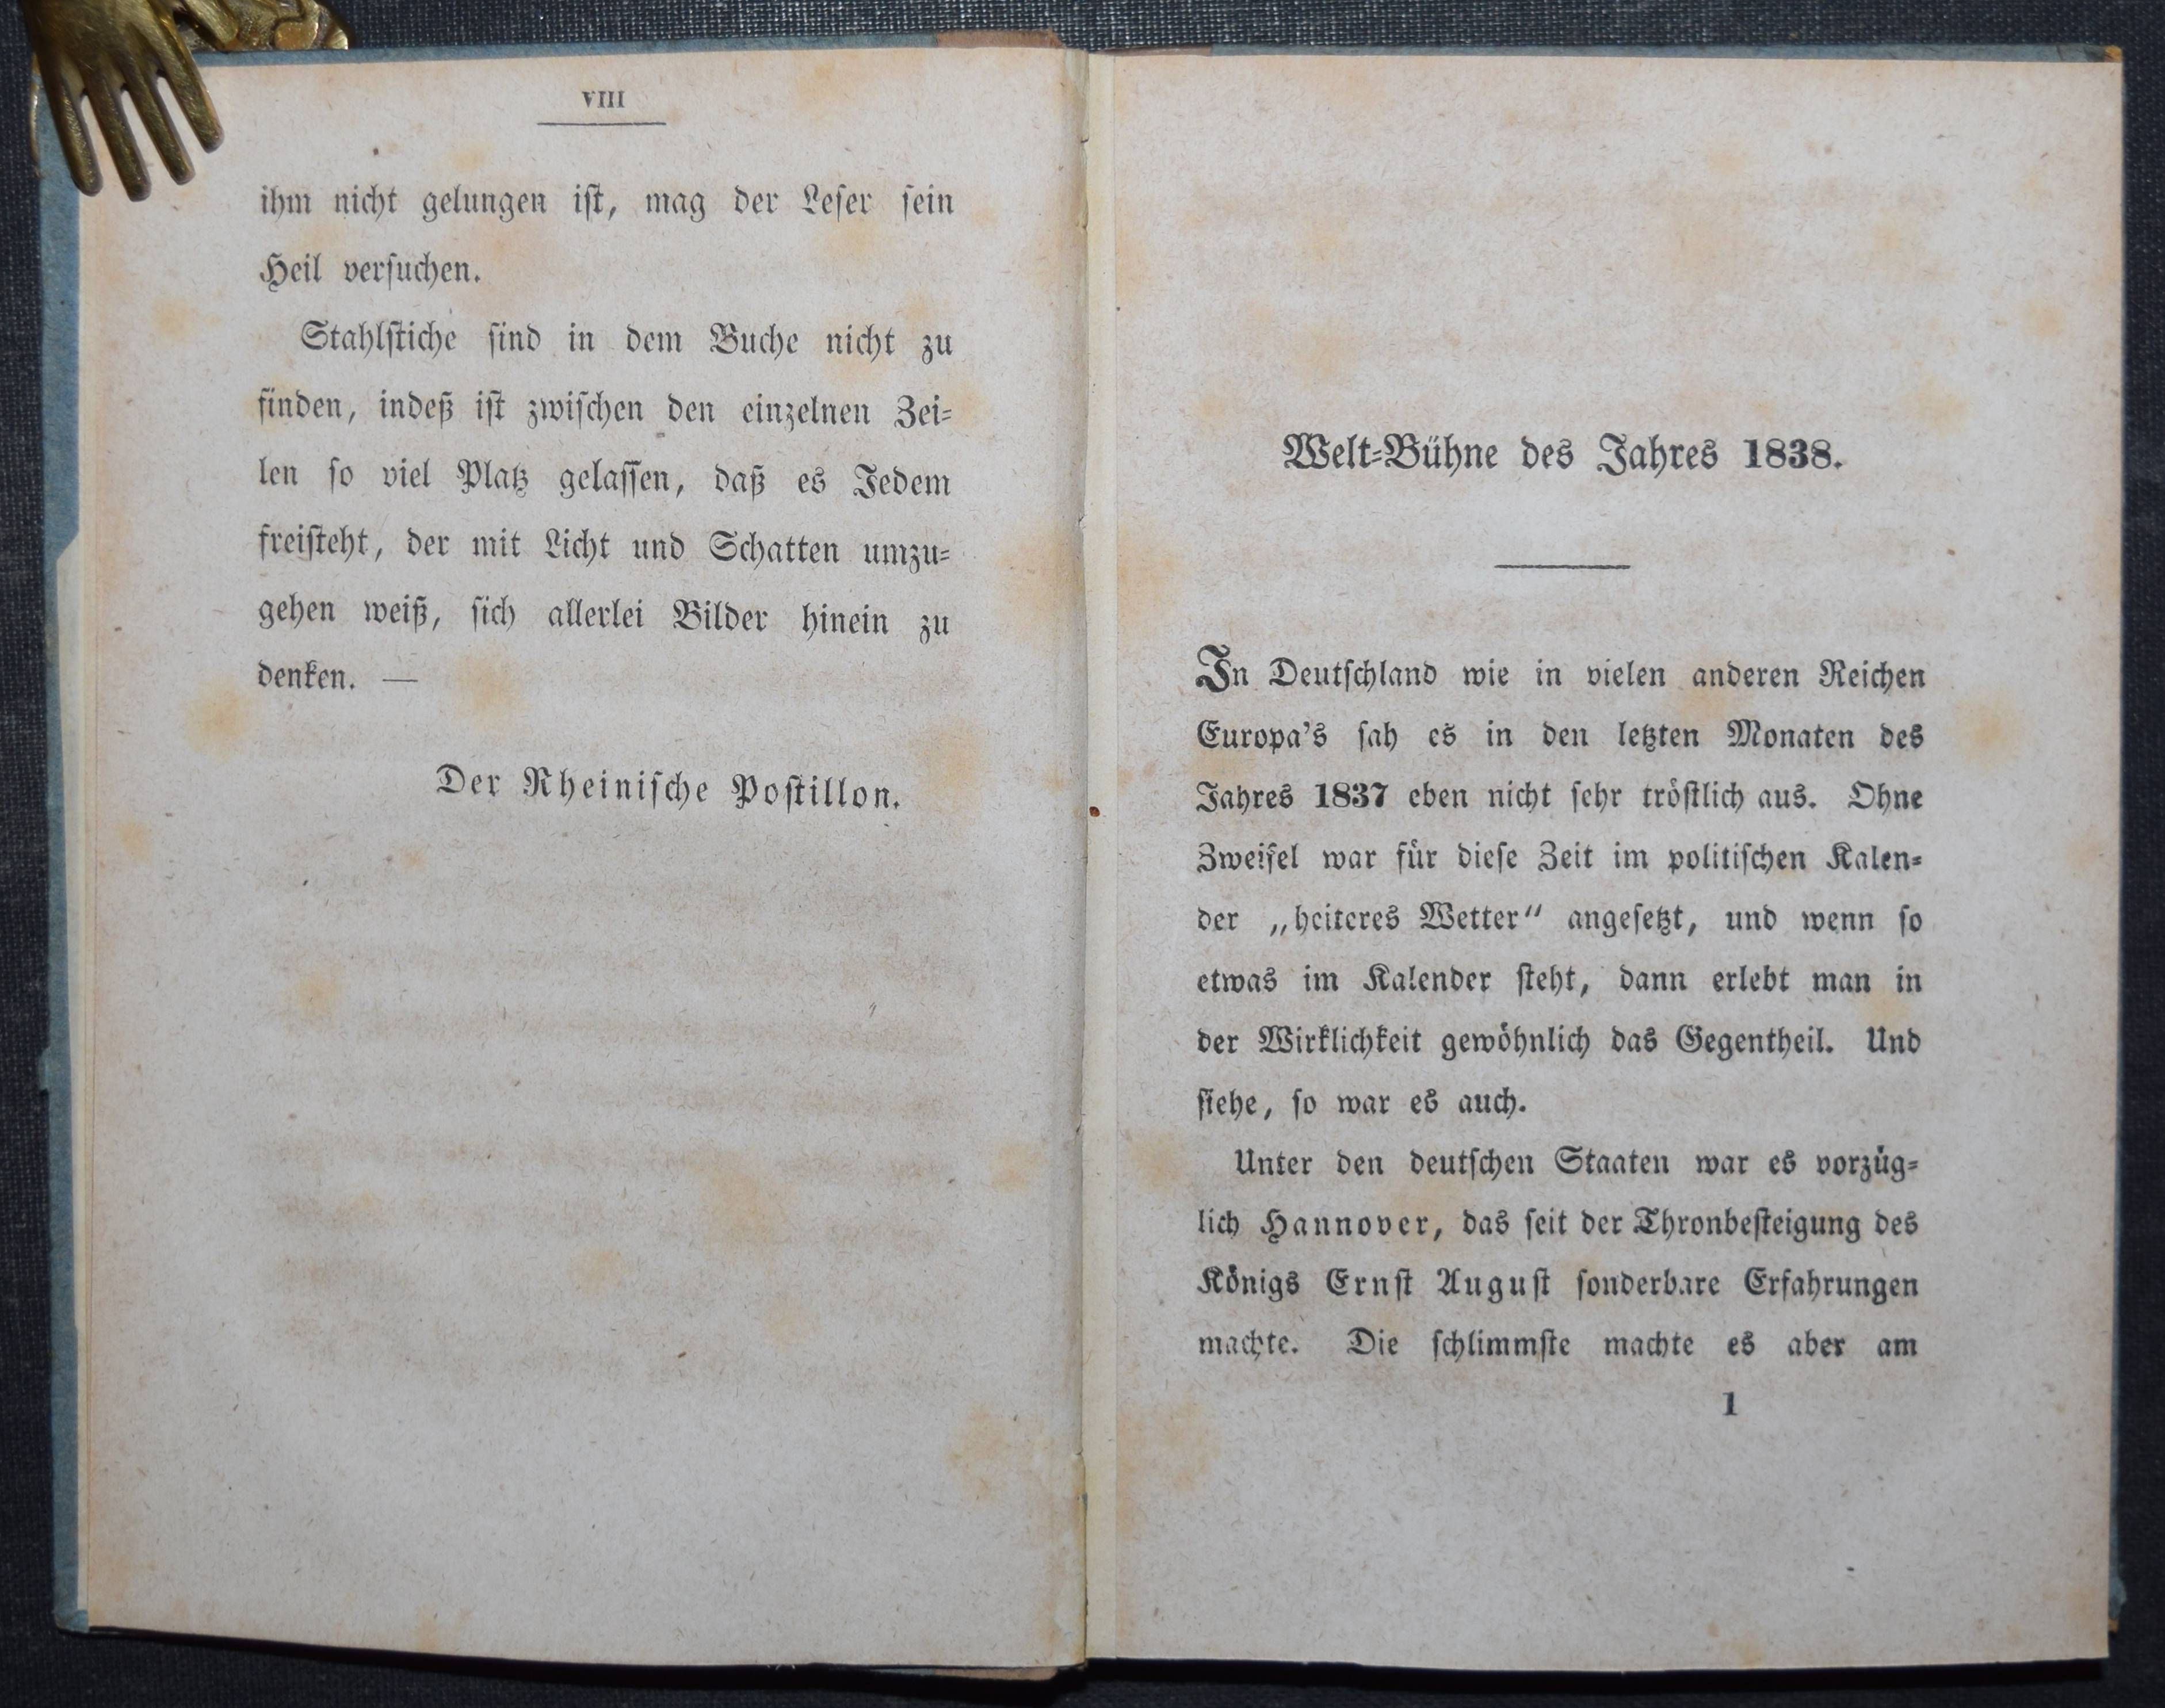 VIII
ihm nicht gelungen iſt, mag der Leſer ſein
Heil verſuchen.
Stahlſtiche ſind in dem Buche nicht zu
finden, indeß iſt zwiſchen den einzelnen Zei⸗
len ſo viel Platz gelaſſen, daß es Jedem
freiſteht, der mit Licht und Schatten umzu⸗
gehen weiß, ſich allerlei Bilder hinein zu
denken. —
Der Rheiniſche Poſtillon.
Welt⸗Bühne des Jahres 1838.
In Deutſchland wie in vielen anderen Reichen
Europa's ſah es in den letzten Monaten des
Jahres 1837 eben nicht ſehr tröſtlich aus. Ohne
Zweifel war für dieſe Zeit im politiſchen Kalen⸗
der „heiteres Wetter“ angeſetzt, und wenn ſo
etwas im Kalender ſteht, dann erlebt man in
der Wirklichkeit gewöhnlich das Gegentheil. Und
ſiehe, ſo war es auch.
Unter den deutſchen Staaten war es vorzüg⸗
lich Hannover, das ſeit der Thronbeſteigung des
Königs Ernſt Auguſt ſonderbare Erfahrungen
machte. Die ſchlimmſte machte es aber am
1